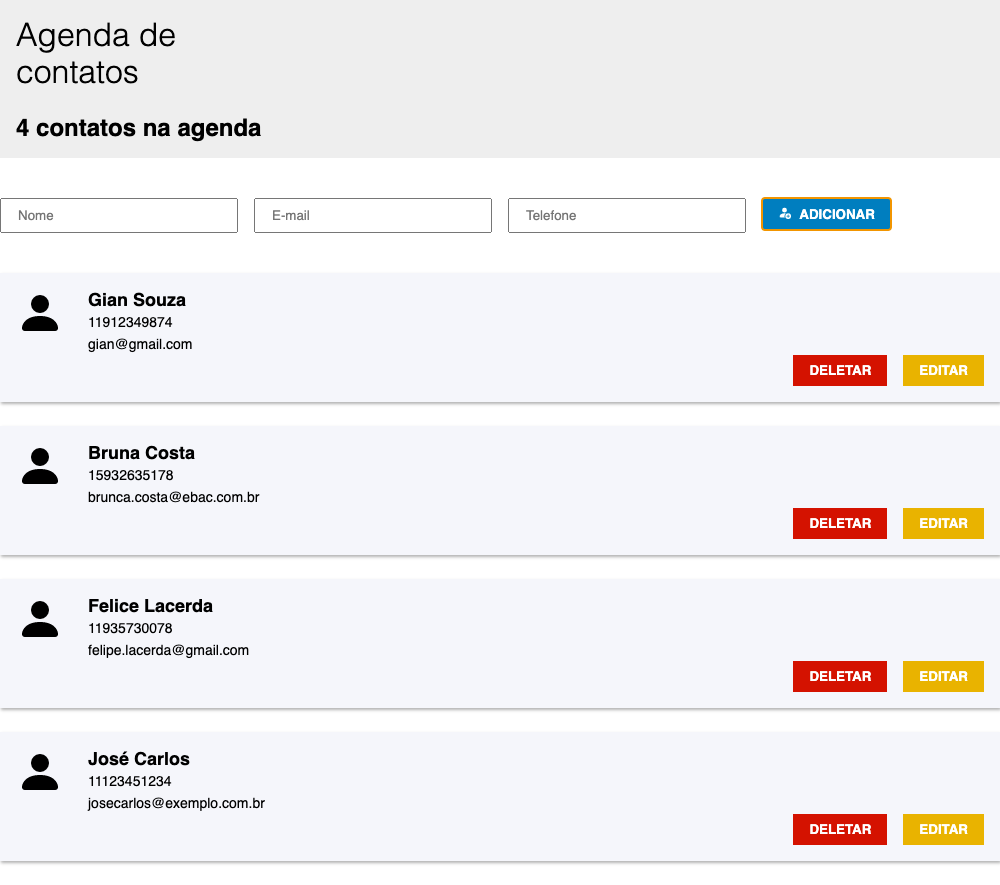 Agenda de
contatos
4 contatos na agenda
Nome
E-mail
Telefone
ADICIONAR
Gian Souza
11912349874
gian@gmail.com
DELETAR
EDITAR
Bruna Costa
15932635178
brunca.costa@ebac.com.br
DELETAR
EDITAR
Felice Lacerda
11935730078
felipe.lacerda@gmail.com
DELETAR
EDITAR
José Carlos
11123451234
josecarlos@exemplo.com.br
DELETAR
EDITAR